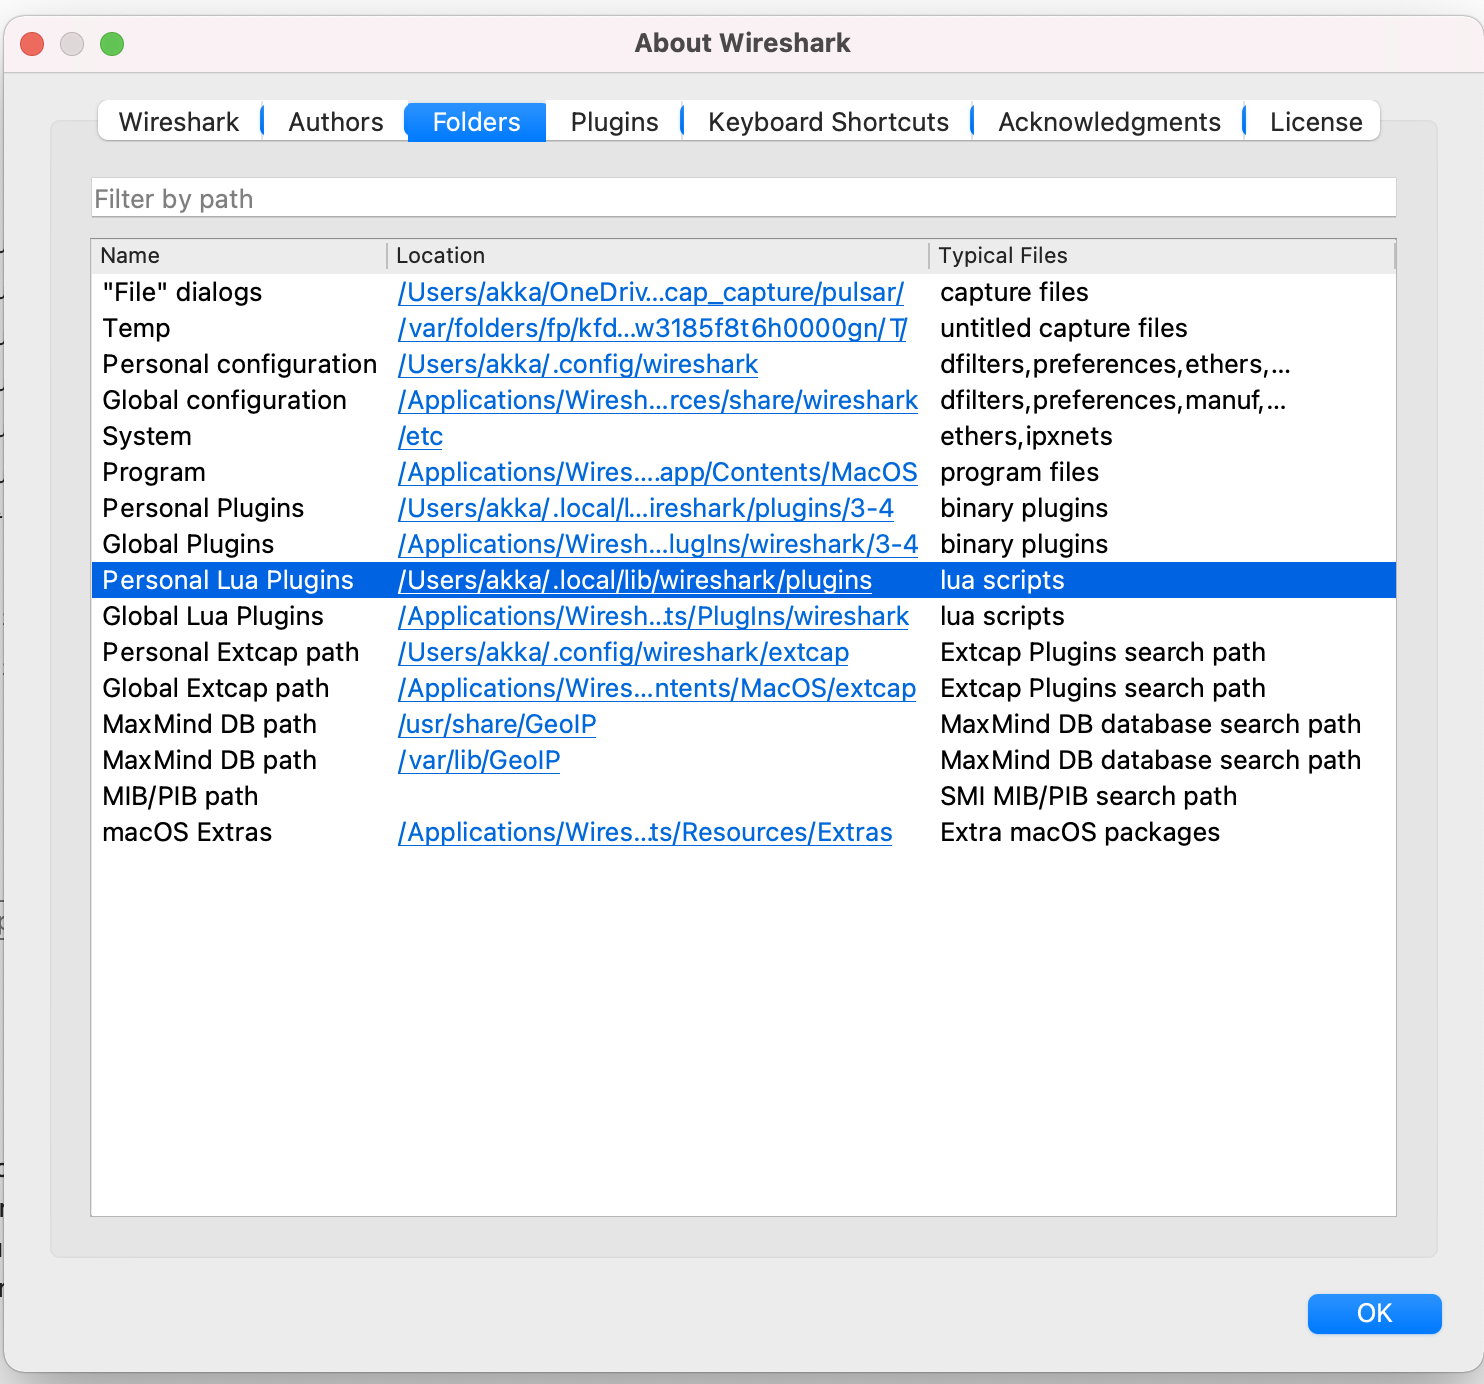 About Wireshark
Wireshark Authors Folders Plugins Keyboard Shortcuts Acknowledgments License
Filter by path
Name Location Typical Files
"File" dialogs /Users/akka/OneDriv...cap_capture/pulsar/ capture files
Temp /var/folders/fp/kfd...w3185f8t6h0000gn/T/ untitled capture files
Personal configuration /Users/akka/.config/wireshark dfilters,preferences,ethers,...
Global configuration /Applications/Wiresh...rces/share/wireshark dfilters,preferences,manuf,...
System /etc ethers,ipxnets
Program /Applications/Wires....app/Contents/MacOS program files
Personal Plugins /Users/akka/.local/l...ireshark/plugins/3-4 binary plugins
Global Plugins /Applications/Wiresh...lugIns/wireshark/3-4 binary plugins
Personal Lua Plugins /Users/akka/.local/lib/wireshark/plugins lua scripts
Global Lua Plugins /Applications/Wiresh...ts/PlugIns/wireshark lua scripts
Personal Extcap path /Users/akka/.config/wireshark/extcap Extcap Plugins search path
Global Extcap path /Applications/Wires...ntents/MacOS/extcap Extcap Plugins search path
MaxMind DB path /usr/share/GeoIP MaxMind DB database search path
MaxMind DB path /var/lib/GeoIP MaxMind DB database search path
MIB/PIB path SMI MIB/PIB search path
macOS Extras /Applications/Wires...ts/Resources/Extras Extra macOS packages
OK